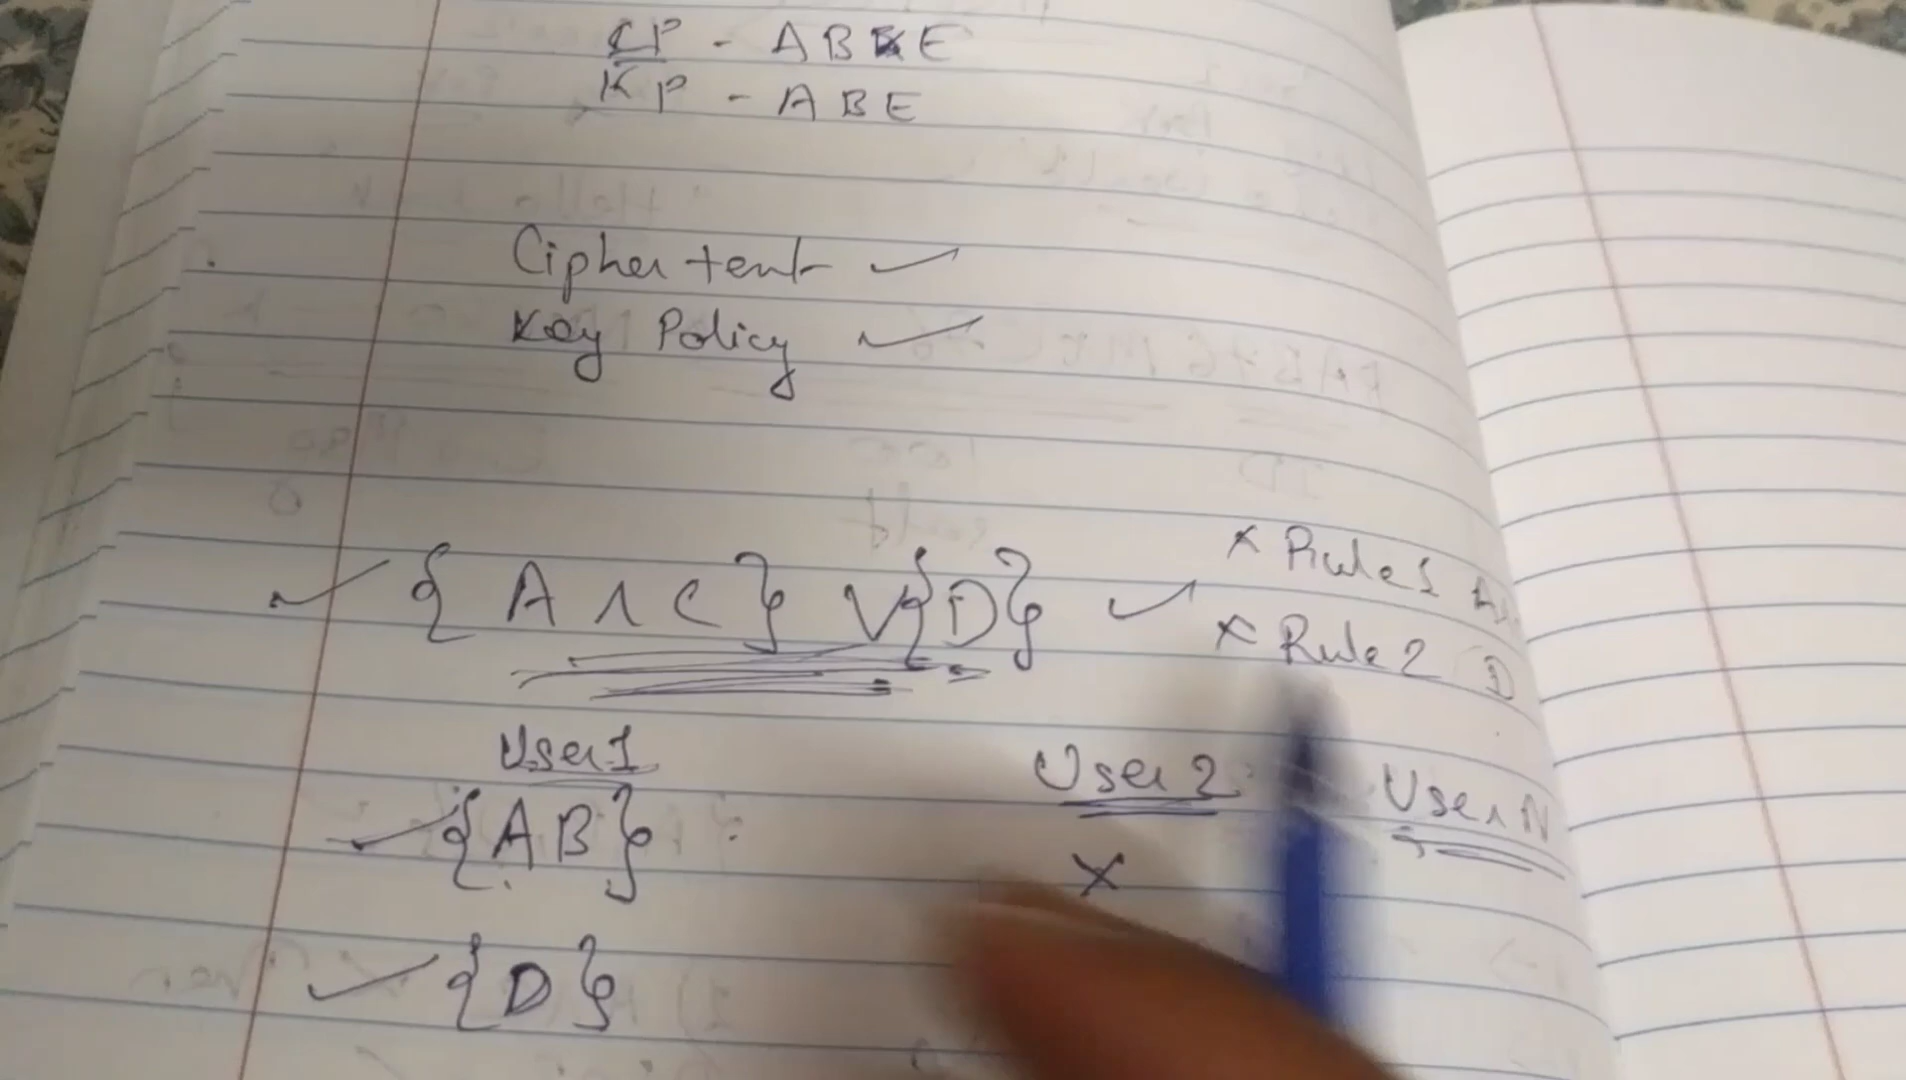 CP - ABE
KP - ABE
Cipher text ✓
Key Policy ✓
✓ { A ∧ C } ∨ { D } ✓
× Rule 1 A
× Rule 2 D
User 1
User 2
User N
✓ { A B }
×
✓ { D }